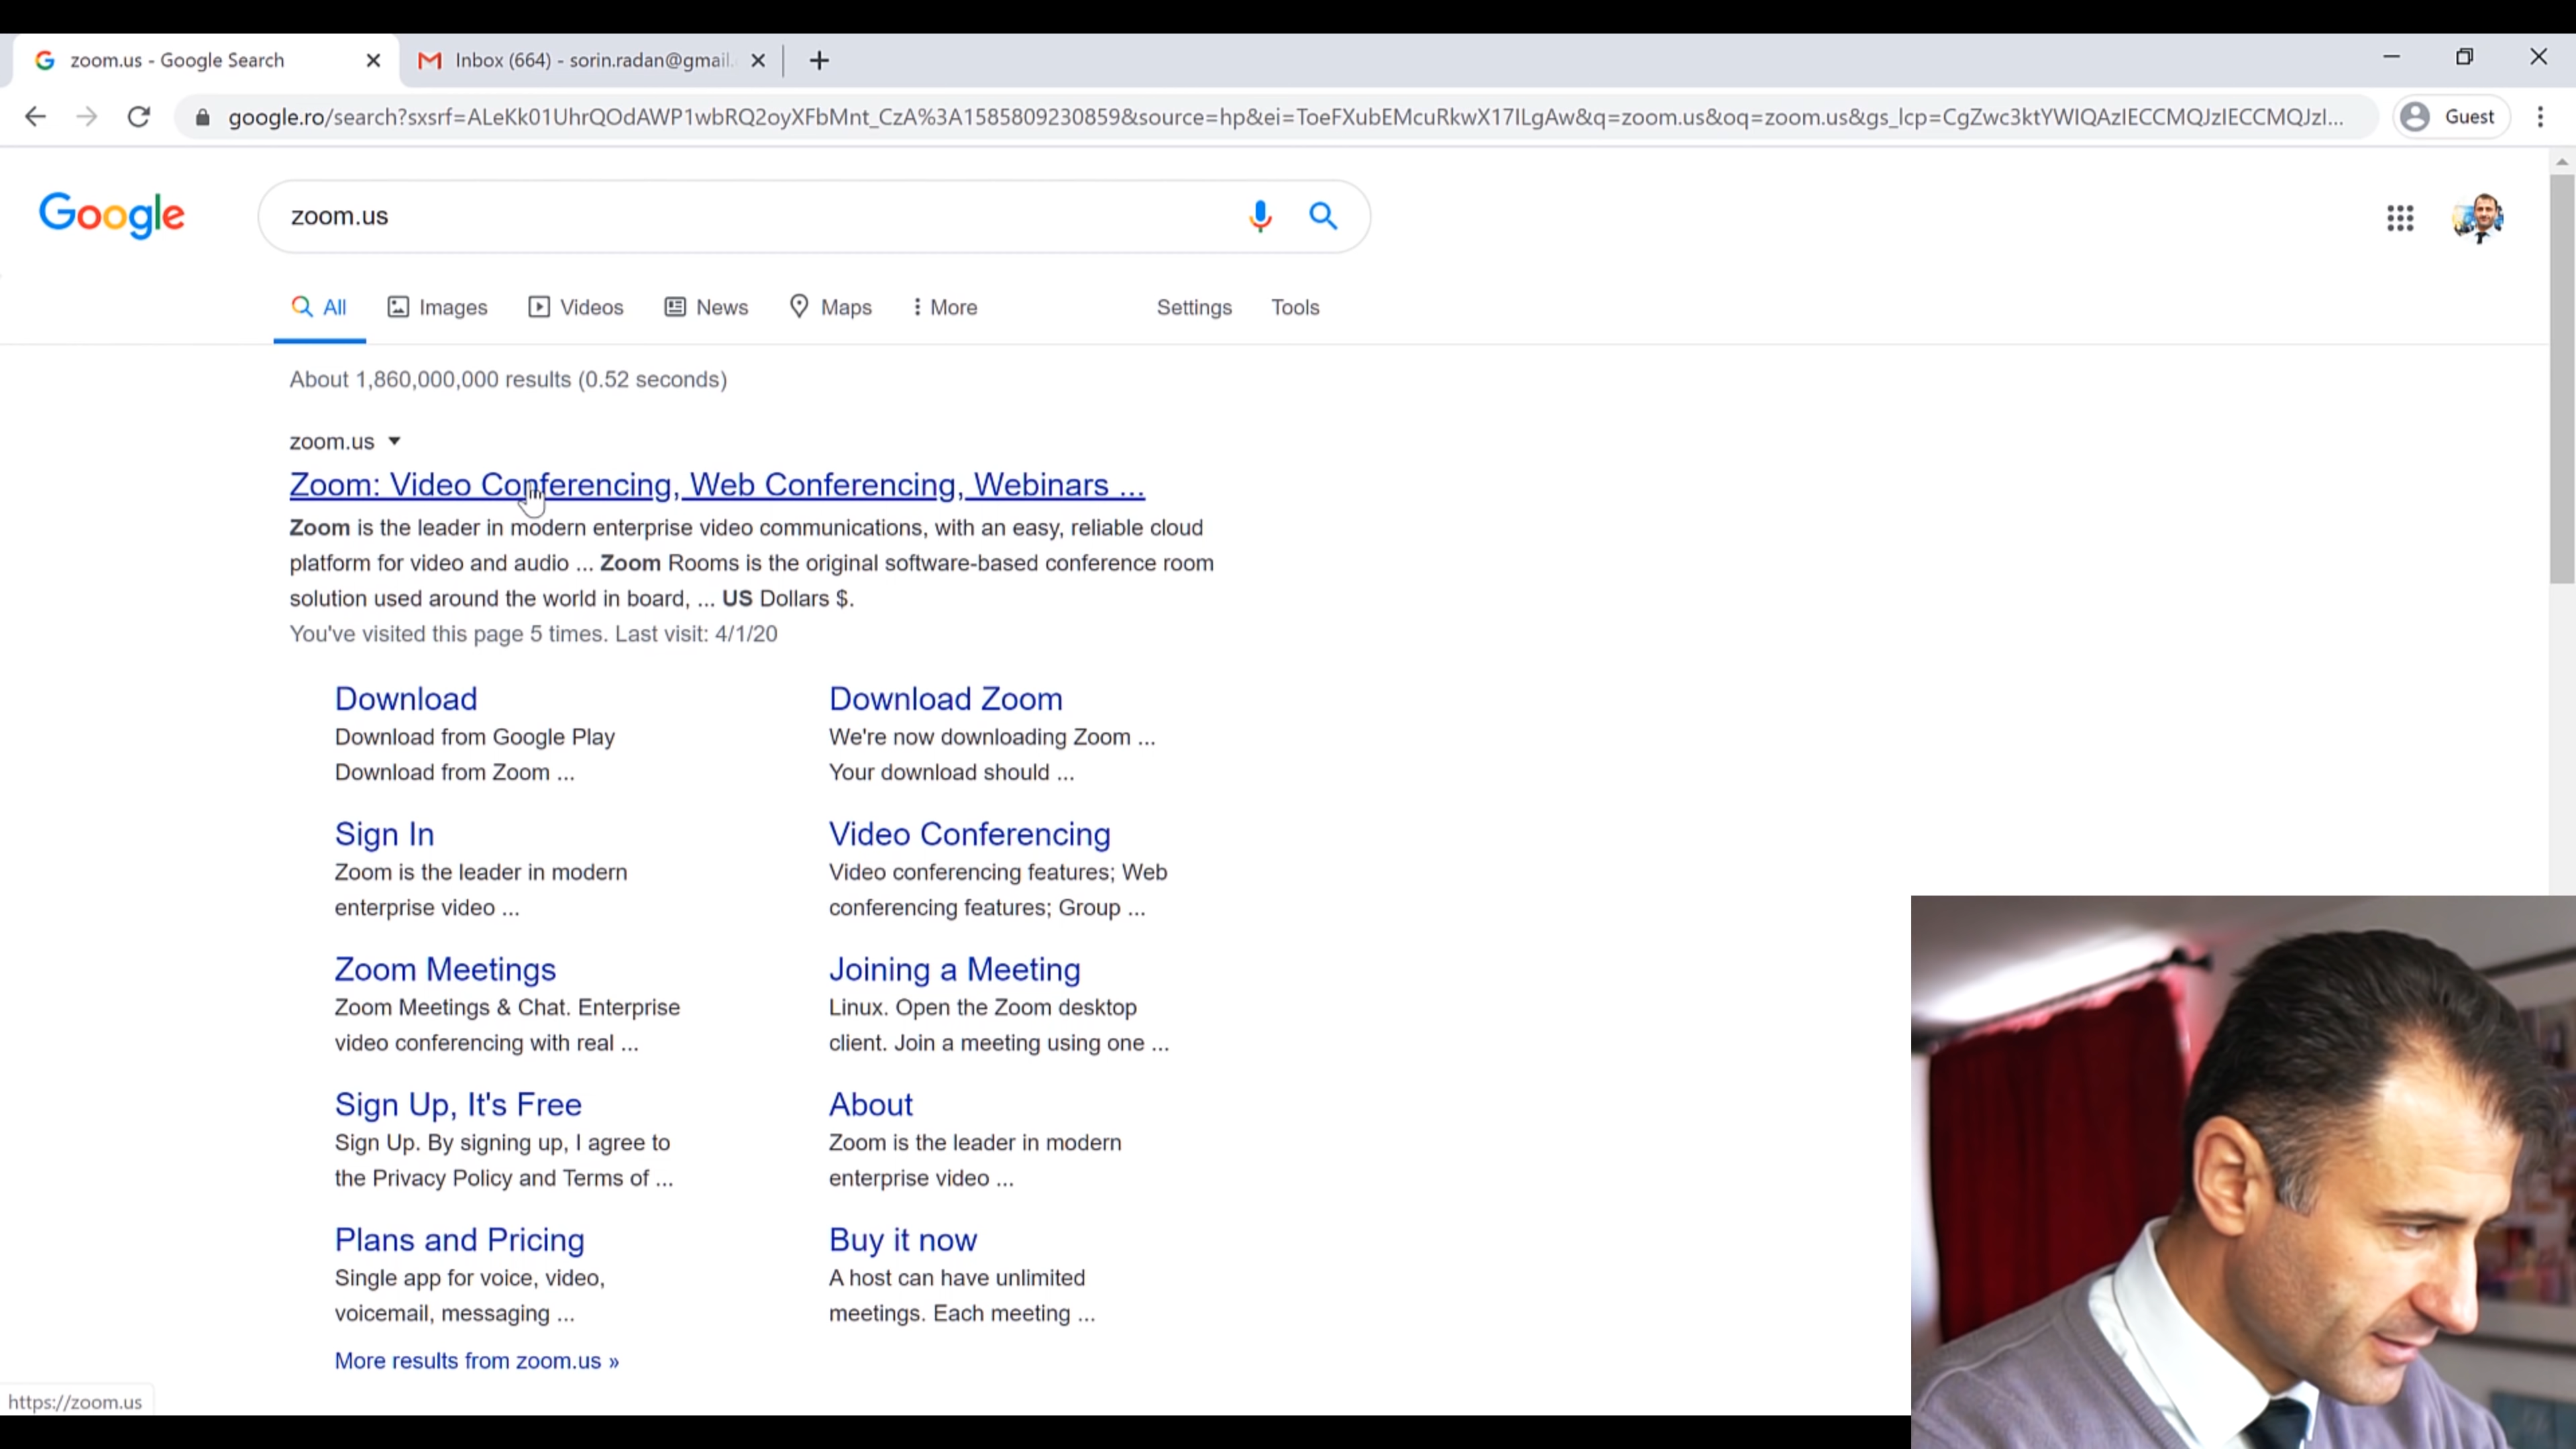 zoom.us - Google Search
Inbox (664) - sorin.radan@gmail.
google.ro/search?sxsrf=ALeKk01UhrQOdAWP1wbRQ2oyXFbMnt_CzA%3A1585809230859&source=hp&ei=ToeFXubEMcuRkwX17ILgAw&q=zoom.us&oq=zoom.us&gs_lcp=CgZwc3ktYWIQAzIECCMQJzIECCMQJzI...
Guest
Google
zoom.us
All Images Videos News Maps More Settings Tools
About 1,860,000,000 results (0.52 seconds)
zoom.us
Zoom: Video Conferencing, Web Conferencing, Webinars ...
Zoom is the leader in modern enterprise video communications, with an easy, reliable cloud
platform for video and audio ... Zoom Rooms is the original software-based conference room
solution used around the world in board, ... US Dollars $.
You've visited this page 5 times. Last visit: 4/1/20
Download
Download from Google Play
Download from Zoom ...
Download Zoom
We're now downloading Zoom ...
Your download should ...
Sign In
Zoom is the leader in modern
enterprise video ...
Video Conferencing
Video conferencing features; Web
conferencing features; Group ...
Zoom Meetings
Zoom Meetings & Chat. Enterprise
video conferencing with real ...
Joining a Meeting
Linux. Open the Zoom desktop
client. Join a meeting using one ...
Sign Up, It's Free
Sign Up. By signing up, I agree to
the Privacy Policy and Terms of ...
About
Zoom is the leader in modern
enterprise video ...
Plans and Pricing
Single app for voice, video,
voicemail, messaging ...
Buy it now
A host can have unlimited
meetings. Each meeting ...
More results from zoom.us »
https://zoom.us